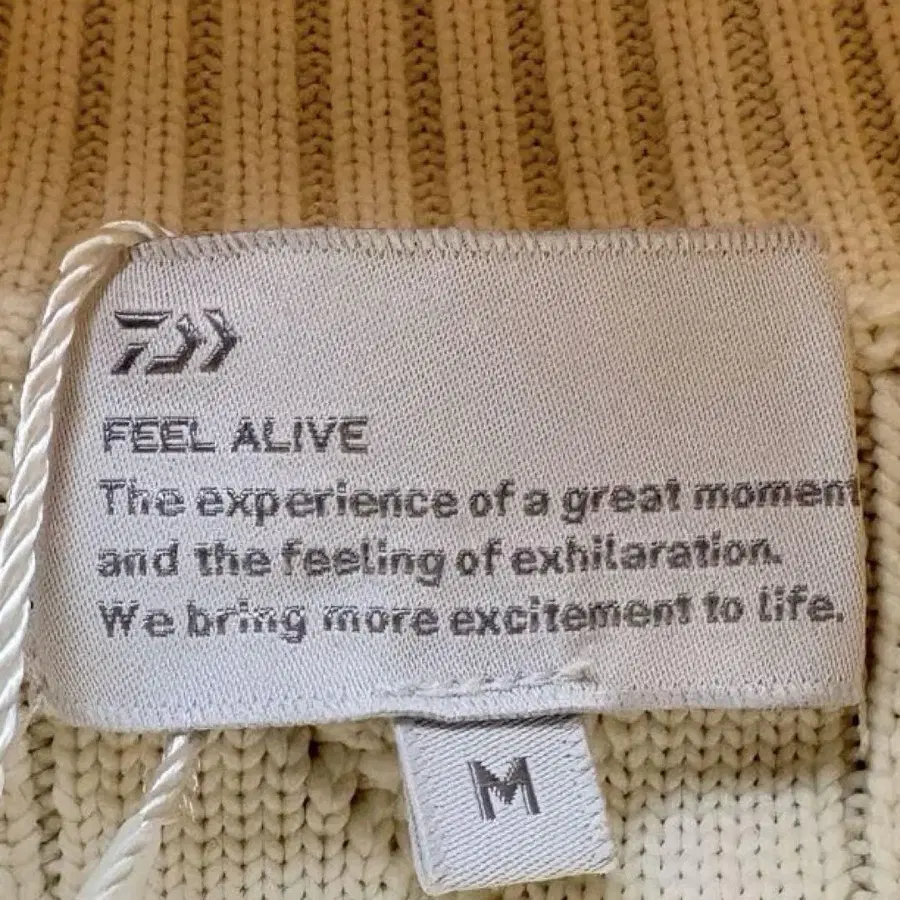 FEEL ALIVE
The experience of a great moment
and the feeling of exhilaration.
We bring more excitement to life.
M